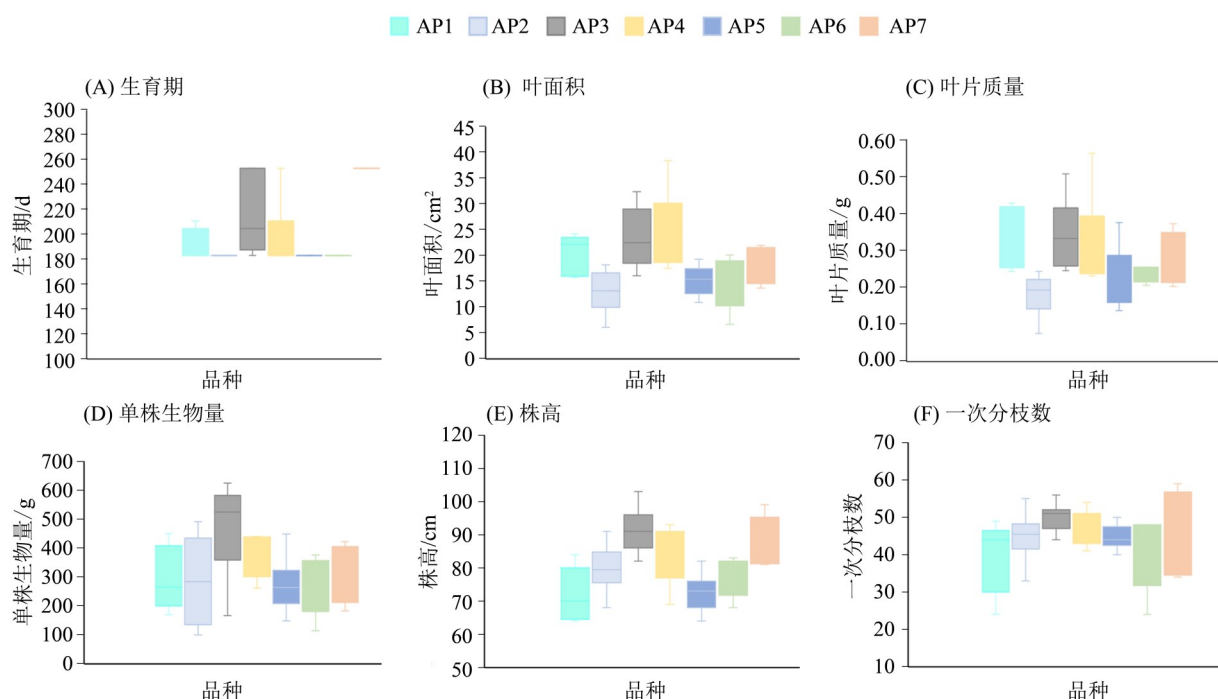 AP1 AP2 AP3 AP4 AP5 AP6 AP7
(A) 生育期
300
280
260
240
220
200
180
160
140
120
100
生育期/d
品种
(B) 叶面积
45
40
35
30
25
20
15
10
5
0
叶面积/cm²
品种
(C) 叶片质量
0.60
0.50
0.40
0.30
0.20
0.10
0.00
叶片质量/g
品种
(D) 单株生物量
700
600
500
400
300
200
100
0
单株生物量/g
品种
(E) 株高
120
110
100
90
80
70
60
50
株高/cm
品种
(F) 一次分枝数
70
60
50
40
30
20
10
一次分枝数
品种